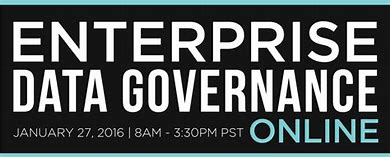 ENTERPRISE
DATA GOVERNANCE
JANUARY 27, 2016 | 8AM - 3:30PM PST ONLINE